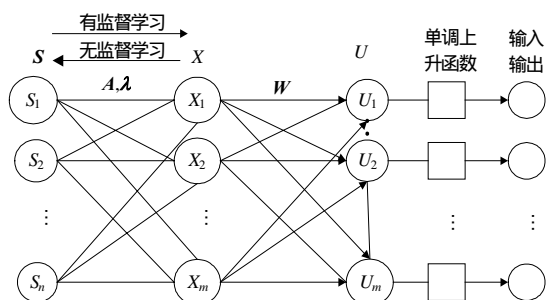 有监督学习
无监督学习
S X U 单调上升函数 输入输出
A,λ W
S1 X1 U1
S2 X2 U2
⋮ ⋮ ⋮ ⋮
Sn Xm Um